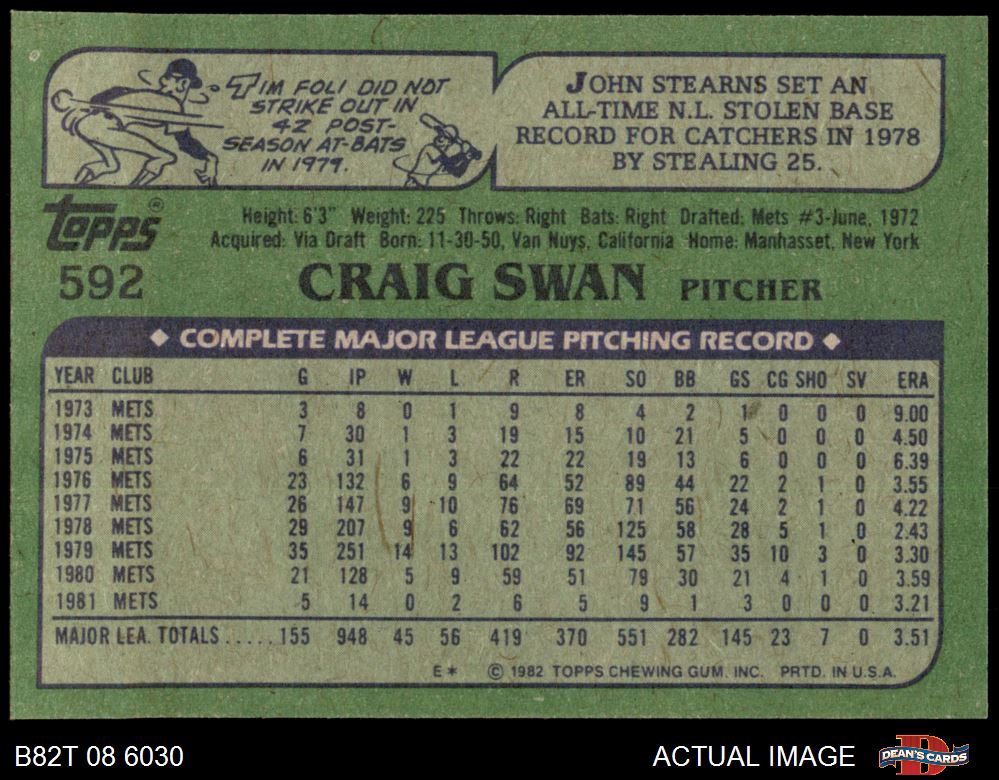 TIM FOLI DID NOT
STRIKE OUT IN
42 POST-
SEASON AT-BATS
IN 1979.
JOHN STEARNS SET AN
ALL-TIME N.L. STOLEN BASE
RECORD FOR CATCHERS IN 1978
BY STEALING 25.
Topps®
Height: 6'3" Weight: 225 Throws: Right Bats: Right Drafted: Mets #3-June, 1972
Acquired: Via Draft Born: 11-30-50, Van Nuys, California Home: Manhasset, New York
592 CRAIG SWAN PITCHER
◆ COMPLETE MAJOR LEAGUE PITCHING RECORD ◆
YEAR CLUB G IP W L R ER SO BB GS CG SHO SV ERA
1973 METS 3 8 0 1 9 8 4 2 1 0 0 0 9.00
1974 METS 7 30 1 3 19 15 10 21 5 0 0 0 4.50
1975 METS 6 31 1 3 22 22 19 13 6 0 0 0 6.39
1976 METS 23 132 6 9 64 52 89 44 22 2 1 0 3.55
1977 METS 26 147 9 10 76 69 71 56 24 2 1 0 4.22
1978 METS 29 207 9 6 62 56 125 58 28 5 1 0 2.43
1979 METS 35 251 14 13 102 92 145 57 35 10 3 0 3.30
1980 METS 21 128 5 9 59 51 79 30 21 4 1 0 3.59
1981 METS 5 14 0 2 6 5 9 1 3 0 0 0 3.21
MAJOR LEA. TOTALS ..... 155 948 45 56 419 370 551 282 145 23 7 0 3.51
E* © 1982 TOPPS CHEWING GUM, INC. PRTD. IN U.S.A.
B82T 08 6030 ACTUAL IMAGE DEAN'S CARDS